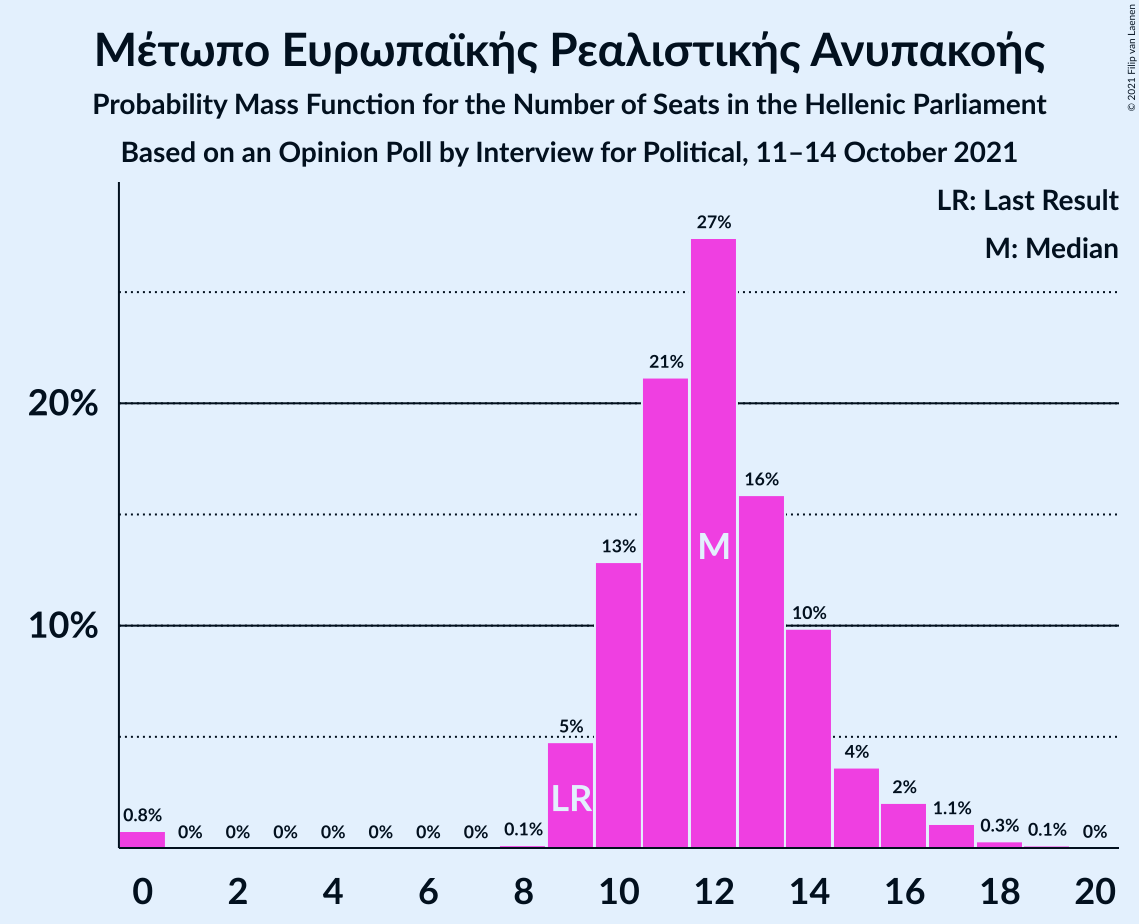 Μέτωπο Ευρωπαϊκής Ρεαλιστικής Ανυπακοής
Probability Mass Function for the Number of Seats in the Hellenic Parliament
Based on an Opinion Poll by Interview for Political, 11–14 October 2021
© 2021 Filip van Laenen
LR: Last Result
M: Median
27%
21%
20%
16%
M
13%
10%
10%
5%
LR
4%
2%
1.1%
0.8% 0% 0% 0% 0% 0% 0% 0% 0.1% 0.3% 0.1% 0%
0 2 4 6 8 10 12 14 16 18 20